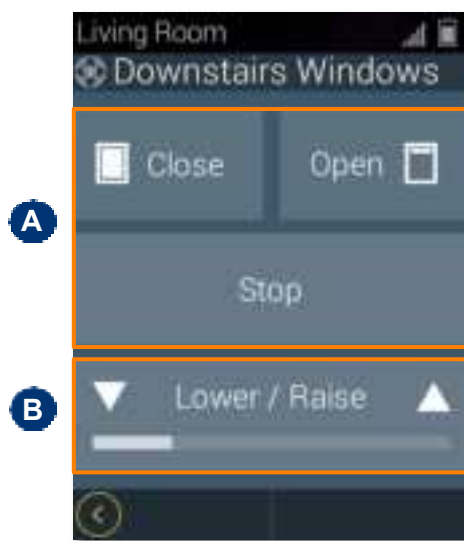 Living Room
Downstairs Windows
Close Open
A
Stop
B
Lower / Raise